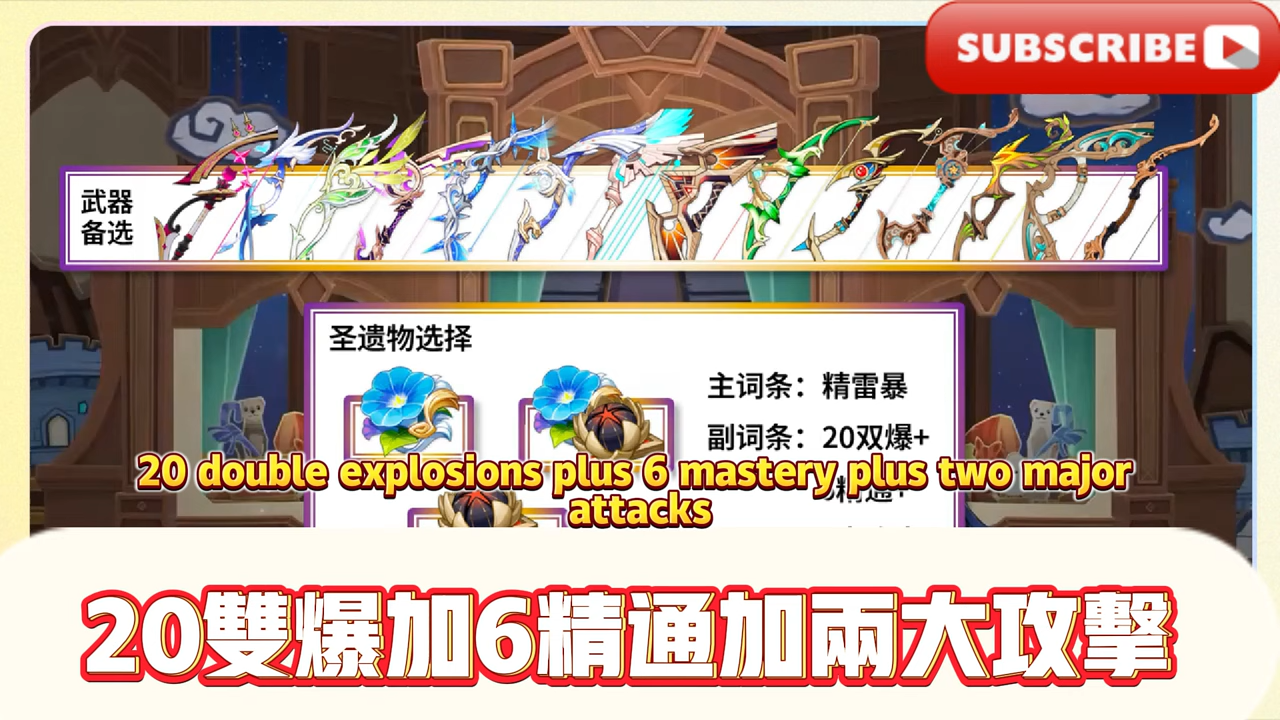 SUBSCRIBE
武器
备选
圣遗物选择
主词条：精雷暴
副词条：20双爆+
20 double explosions plus 6 mastery plus two major
attacks
20雙爆加6精通加兩大攻擊